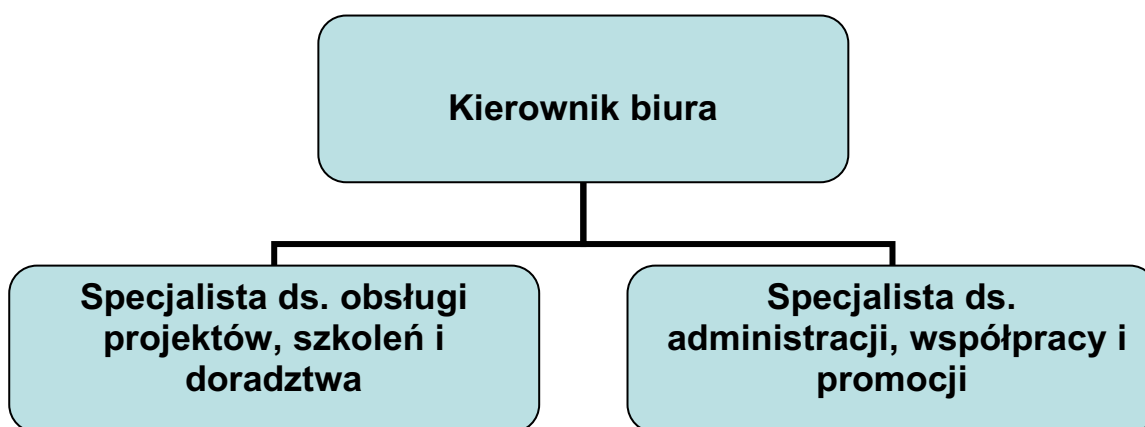 Kierownik biura
Specjalista ds. obsługi
projektów, szkoleń i
doradztwa
Specjalista ds.
administracji, współpracy i
promocji